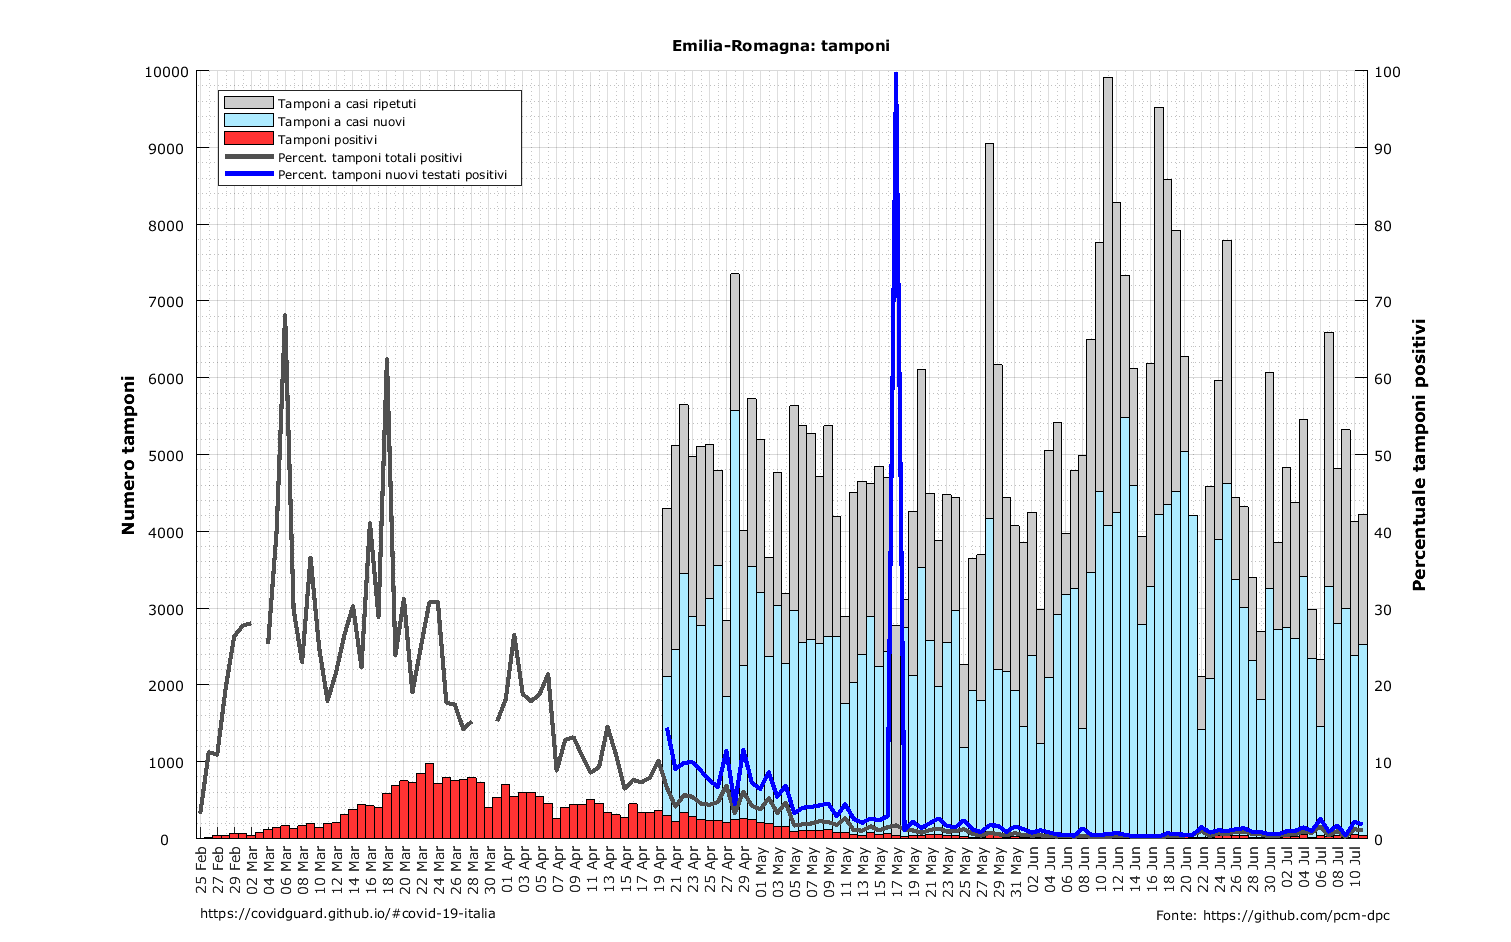 Emilia-Romagna: tamponi
Tamponi a casi ripetuti
Tamponi a casi nuovi
Tamponi positivi
Percent. tamponi totali positivi
Percent. tamponi nuovi testati positivi
Numero tamponi
10000
9000
8000
7000
6000
5000
4000
3000
2000
1000
0
Percentuale tamponi positivi
100
90
80
70
60
50
40
30
20
10
0
25 Feb
27 Feb
29 Feb
02 Mar
04 Mar
06 Mar
08 Mar
10 Mar
12 Mar
14 Mar
16 Mar
18 Mar
20 Mar
22 Mar
24 Mar
26 Mar
28 Mar
30 Mar
01 Apr
03 Apr
05 Apr
07 Apr
09 Apr
11 Apr
13 Apr
15 Apr
17 Apr
19 Apr
21 Apr
23 Apr
25 Apr
27 Apr
29 Apr
01 May
03 May
05 May
07 May
09 May
11 May
13 May
15 May
17 May
19 May
21 May
23 May
25 May
27 May
29 May
31 May
02 Jun
04 Jun
06 Jun
08 Jun
10 Jun
12 Jun
14 Jun
16 Jun
18 Jun
20 Jun
22 Jun
24 Jun
26 Jun
28 Jun
30 Jun
02 Jul
04 Jul
06 Jul
08 Jul
10 Jul
https://covidguard.github.io/#covid-19-italia
Fonte: https://github.com/pcm-dpc